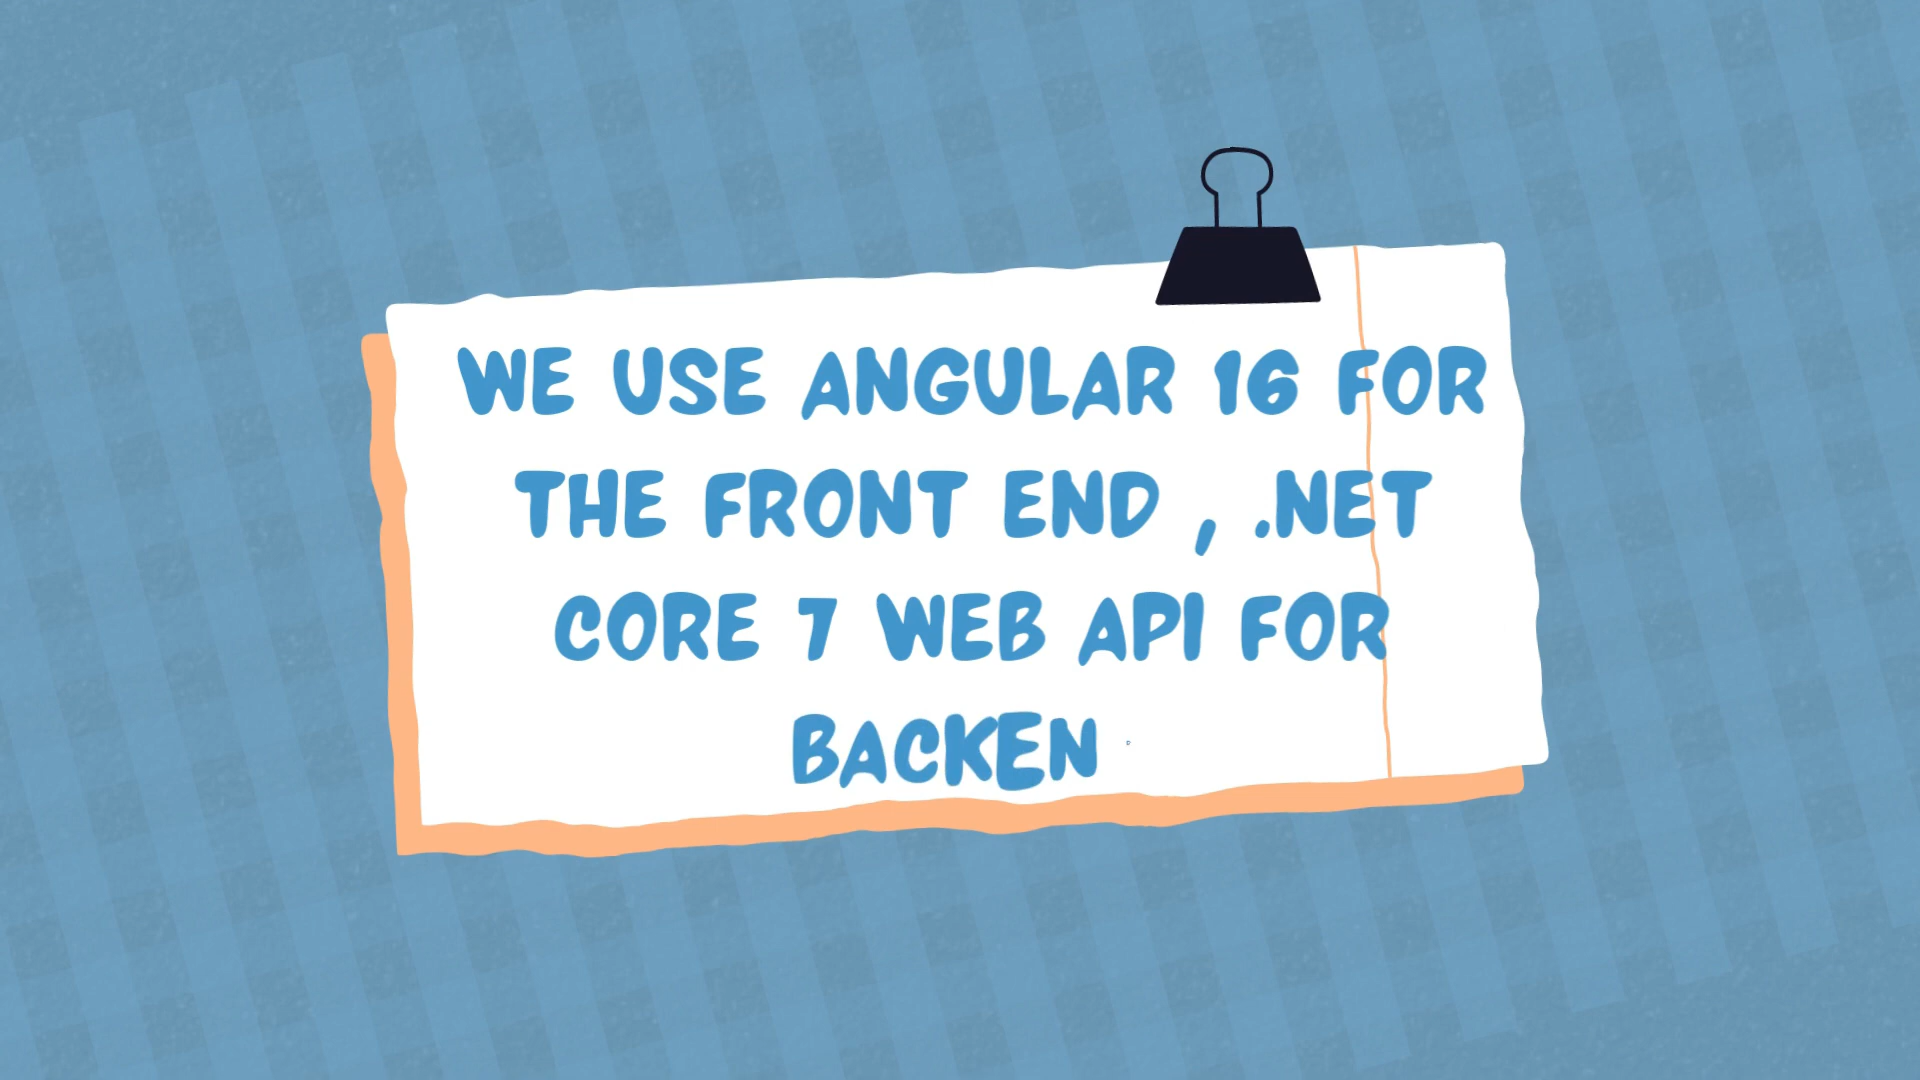 WE USE ANGULAR 16 FOR
THE FRONT END , .NET
CORE 7 WEB API FOR
BACKEN